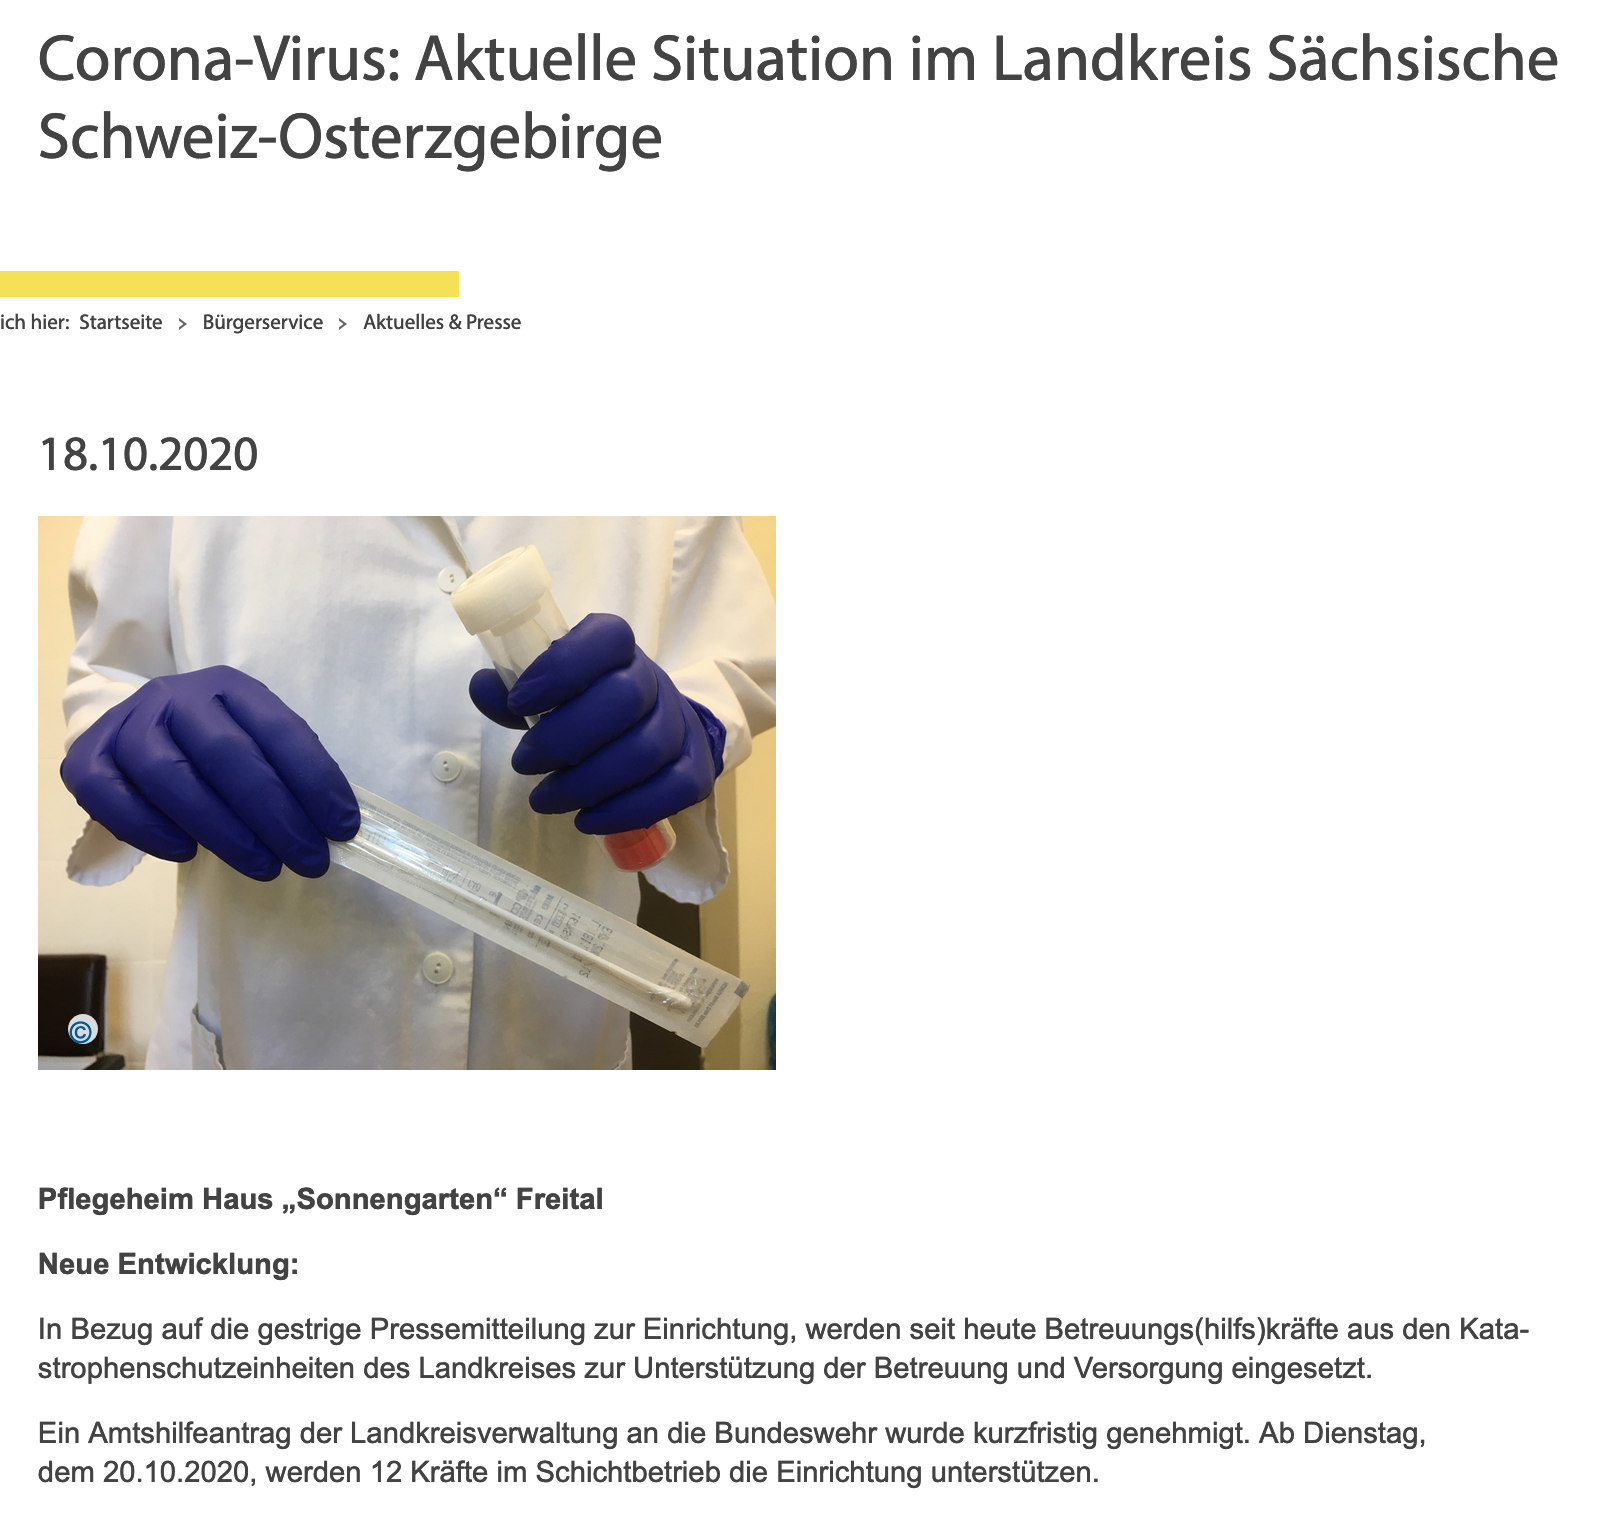 Corona-Virus: Aktuelle Situation im Landkreis Sächsische
Schweiz-Osterzgebirge
ich hier: Startseite > Bürgerservice > Aktuelles & Presse
18.10.2020
©
Pflegeheim Haus „Sonnengarten“ Freital
Neue Entwicklung:
In Bezug auf die gestrige Pressemitteilung zur Einrichtung, werden seit heute Betreuungs(hilfs)kräfte aus den Kata-
strophenschutzeinheiten des Landkreises zur Unterstützung der Betreuung und Versorgung eingesetzt.
Ein Amtshilfeantrag der Landkreisverwaltung an die Bundeswehr wurde kurzfristig genehmigt. Ab Dienstag,
dem 20.10.2020, werden 12 Kräfte im Schichtbetrieb die Einrichtung unterstützen.